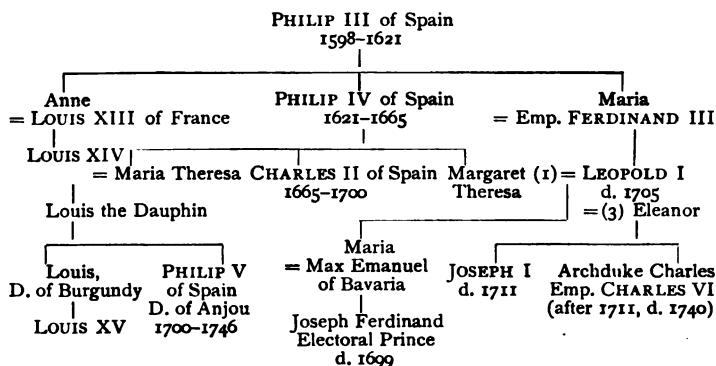 PHILIP III of Spain
1598–1621
Anne PHILIP IV of Spain Maria
= LOUIS XIII of France 1621–1665 = Emp. FERDINAND III
LOUIS XIV
= Maria Theresa CHARLES II of Spain Margaret (1) = LEOPOLD I
1665–1700 Theresa d. 1705
Louis the Dauphin = (3) Eleanor
Louis, D. of Burgundy
PHILIP V of Spain
D. of Anjou
1700–1746
Maria
= Max Emanuel
of Bavaria
JOSEPH I
d. 1711
Archduke Charles
Emp. CHARLES VI
(after 1711, d. 1740)
LOUIS XV
Joseph Ferdinand
Electoral Prince
d. 1699